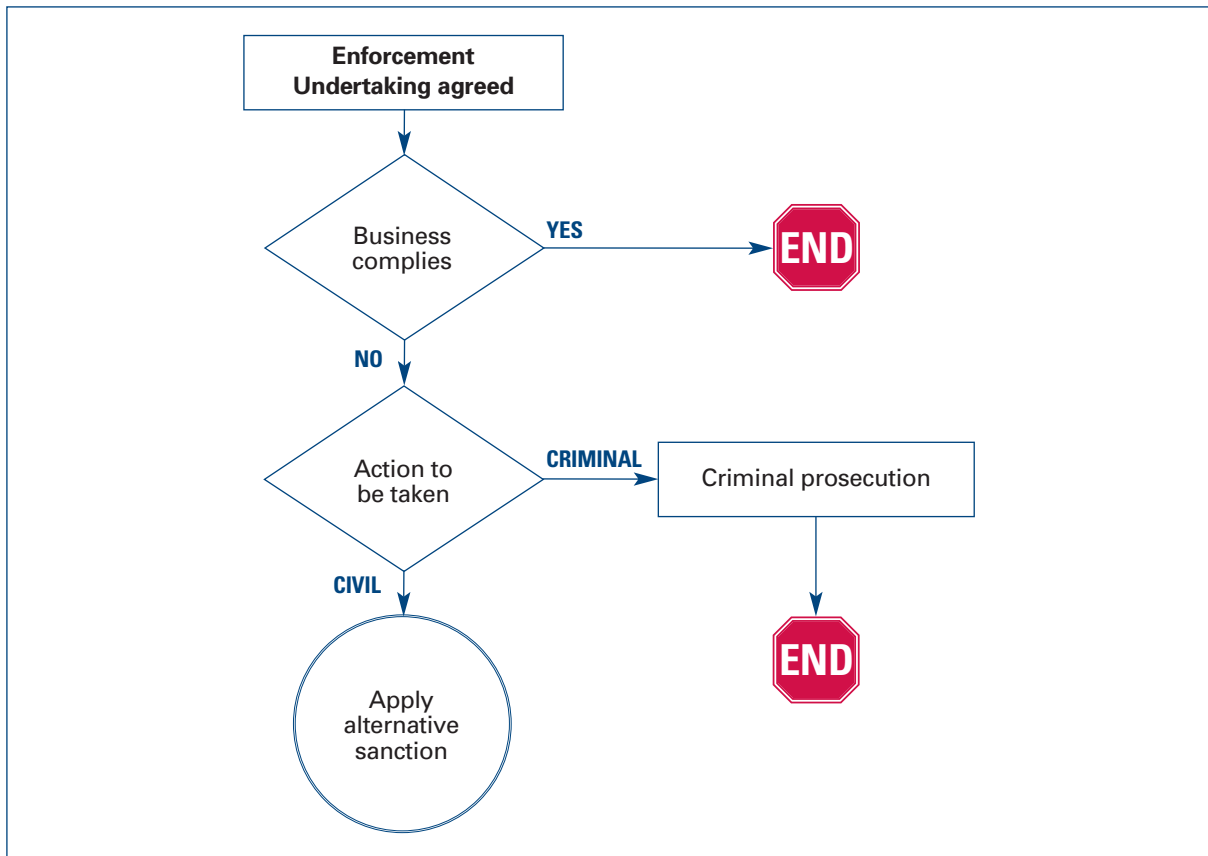 Enforcement
Undertaking agreed
Business
complies
YES
END
NO
Action to
be taken
CRIMINAL
Criminal prosecution
CIVIL
END
Apply
alternative
sanction